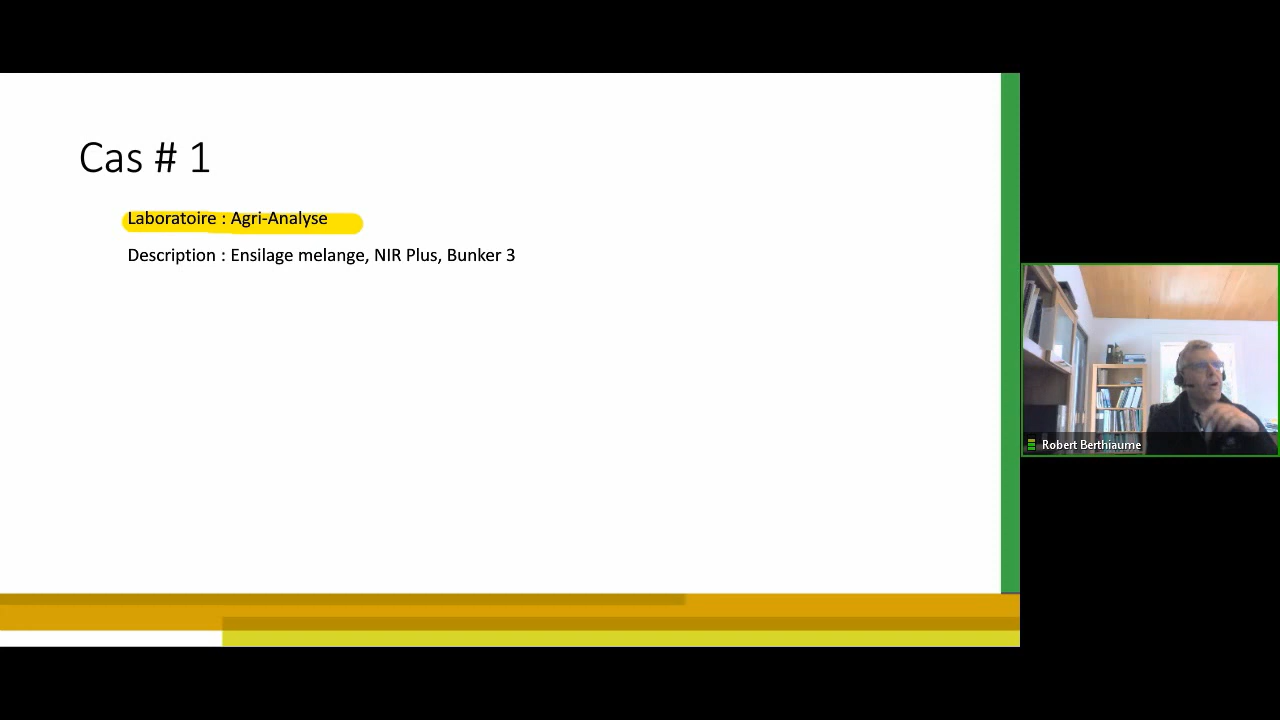 Cas # 1
Laboratoire : Agri-Analyse
Description : Ensilage melange, NIR Plus, Bunker 3
Robert Berthiaume